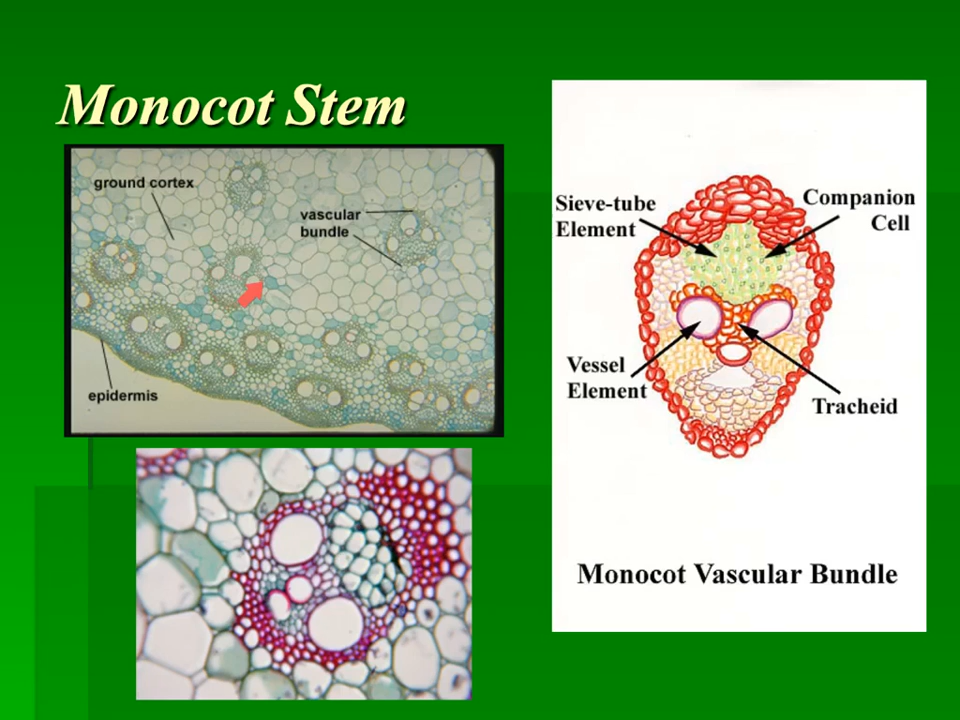 Monocot Stem
ground cortex
vascular
bundle
epidermis
Sieve-tube
Element
Companion
Cell
Vessel
Element
Tracheid
Monocot Vascular Bundle